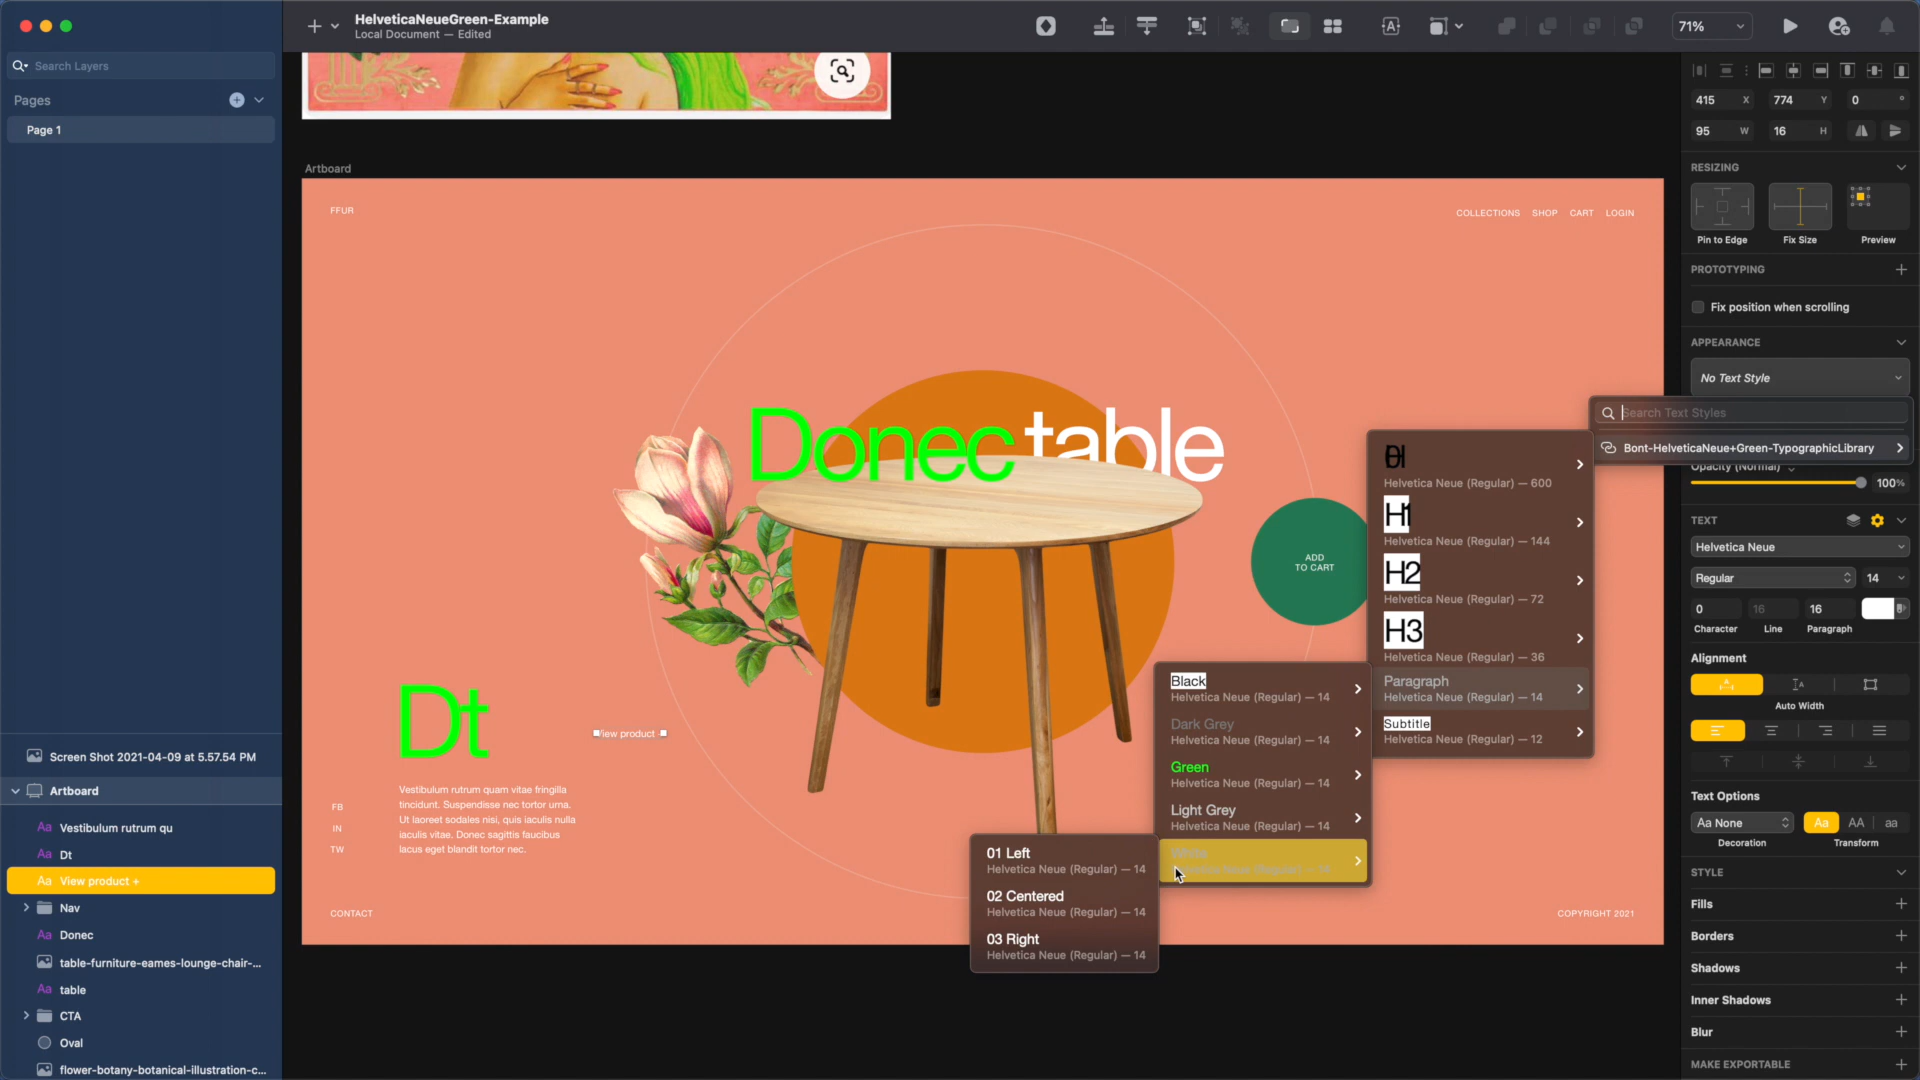 HelveticaNeueGreen-Example
Local Document — Edited
71%
Search Layers
Pages
Page 1
Screen Shot 2021-04-09 at 5.57.54 PM
Artboard
Aa Vestibulum rutrum qu
Aa Dt
Aa View product +
Nav
Aa Donec
table-furniture-eames-lounge-chair-...
Aa table
CTA
Oval
flower-botany-botanical-illustration-c...
Artboard
FFUR
COLLECTIONS SHOP CART LOGIN
Donec table
ADD
TO CART
Dt
View product
Vestibulum rutrum quam vitae fringilla
tincidunt. Suspendisse nec tortor urna.
Ut laoreet sodales nisi, quis iaculis nulla
iaculis vitae. Donec sagittis faucibus
lacus eget blandit tortor nec.
FB
IN
TW
CONTACT
COPYRIGHT 2021
01 Left
Helvetica Neue (Regular) — 14
02 Centered
Helvetica Neue (Regular) — 14
03 Right
Helvetica Neue (Regular) — 14
Black
Helvetica Neue (Regular) — 14
Dark Grey
Helvetica Neue (Regular) — 14
Green
Helvetica Neue (Regular) — 14
Light Grey
Helvetica Neue (Regular) — 14
White
Helvetica Neue (Regular) — 14
Helvetica Neue (Regular) — 600
H1
Helvetica Neue (Regular) — 144
H2
Helvetica Neue (Regular) — 72
H3
Helvetica Neue (Regular) — 36
Paragraph
Helvetica Neue (Regular) — 14
Subtitle
Helvetica Neue (Regular) — 12
Search Text Styles
Bont-HelveticaNeue+Green-TypographicLibrary
415 X 774 Y 0 °
95 W 16 H
RESIZING
Pin to Edge Fix Size Preview
PROTOTYPING
Fix position when scrolling
APPEARANCE
No Text Style
Opacity (Normal)
100%
TEXT
Helvetica Neue
Regular 14
0 16 16
Character Line Paragraph
Alignment
Auto Width
Text Options
Aa None Aa AA aa
Decoration Transform
STYLE
Fills
Borders
Shadows
Inner Shadows
Blur
MAKE EXPORTABLE